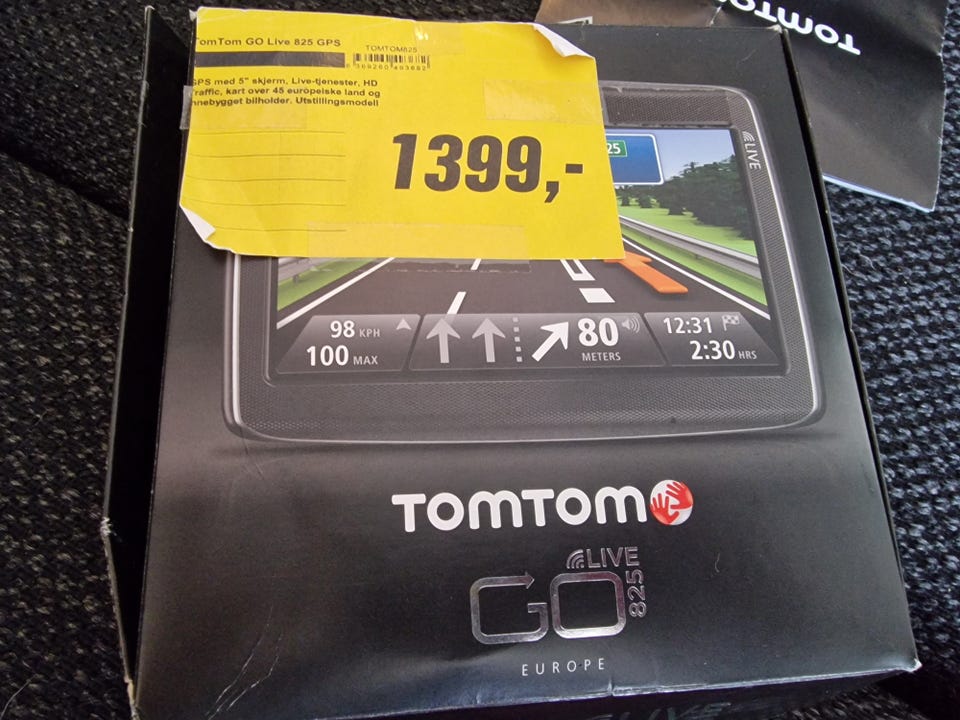 TOMTOM
TomTom GO Live 825 GPS
TOMTOM825
GPS med 5" skjerm, Live-tjenester, HD
Traffic, kart over 45 europeiske land og
innebygget bilholder. Utstillingsmodell
1399,-
25
LIVE
98 KPH
100 MAX
80
METERS
12:31
2:30 HRS
TOMTOM
LIVE
GO 825
EUROPE
LIVE